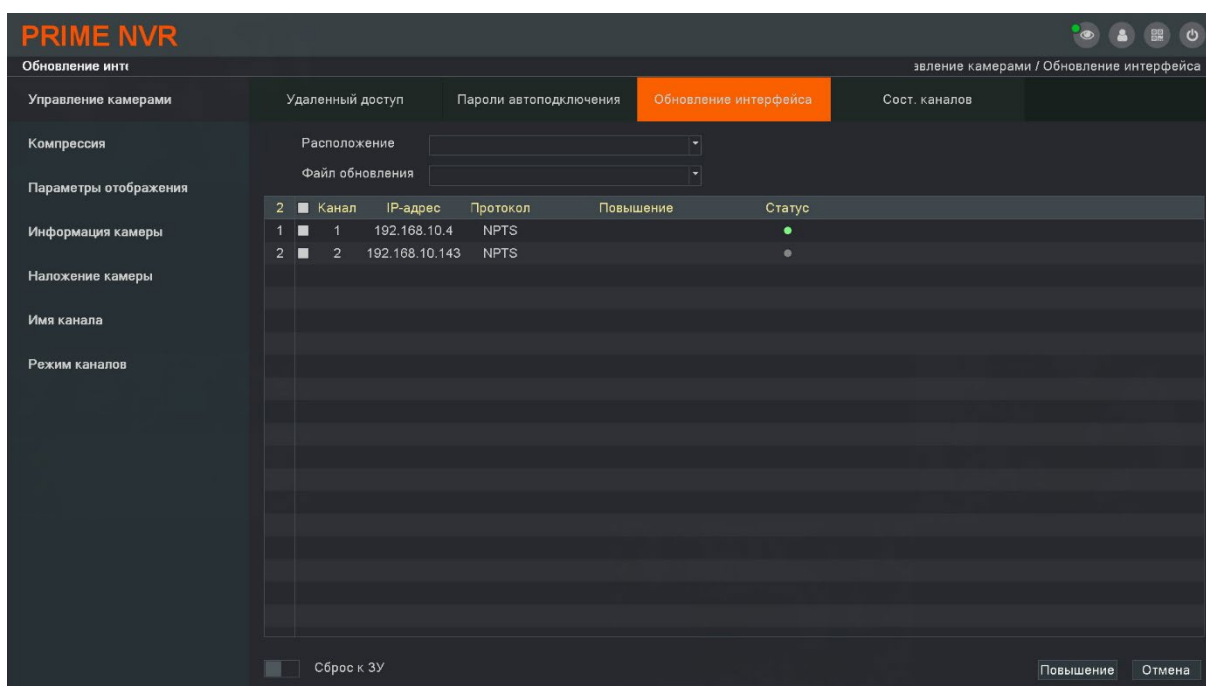 PRIME NVR
Обновление инте
вление камерами / Обновление интерфейса
Управление камерами
Удаленный доступ
Пароли автоподключения
Обновление интерфейса
Сост. каналов
Компрессия
Параметры отображения
Информация камеры
Наложение камеры
Имя канала
Режим каналов
Расположение
Файл обновления
2 Канал IP-адрес Протокол Повышение Статус
1 1 192.168.10.4 NPTS
2 2 192.168.10.143 NPTS
Сброс к ЗУ
Повышение
Отмена